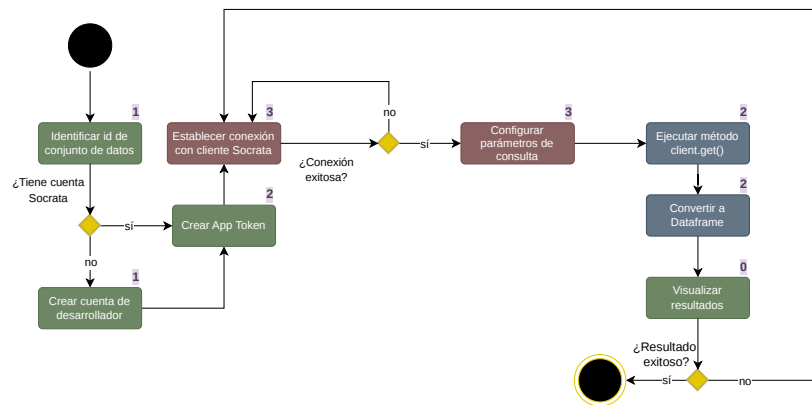 1
Identificar id de
conjunto de datos
¿Tiene cuenta
Socrata
sí
no
1
Crear cuenta de
desarrollador
2
Crear App Token
3
Establecer conexión
con cliente Socrata
¿Conexión
exitosa?
no
sí
3
Configurar
parámetros de
consulta
2
Ejecutar método
client.get()
2
Convertir a
Dataframe
0
Visualizar
resultados
¿Resultado
exitoso?
sí
no